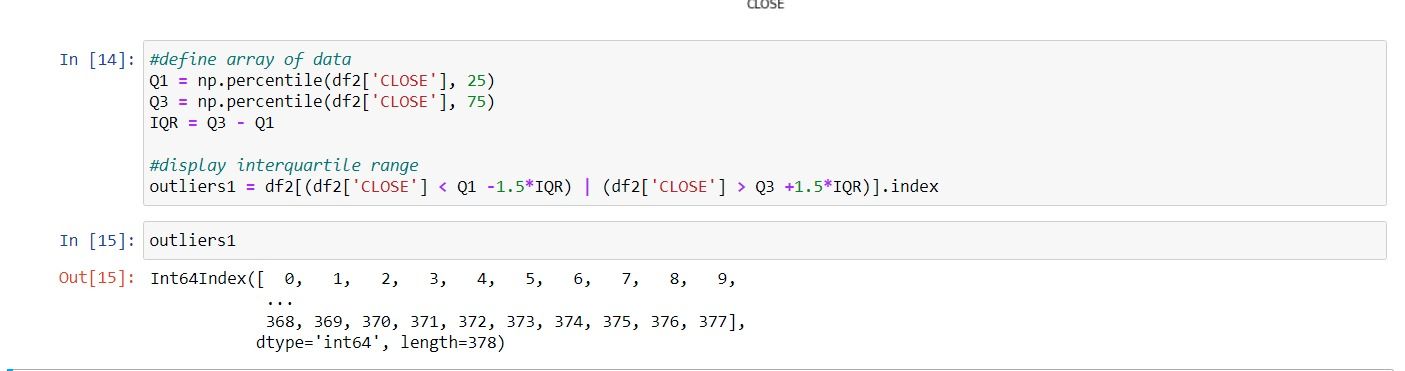 CLOSE
In [14]: #define array of data
Q1 = np.percentile(df2['CLOSE'], 25)
Q3 = np.percentile(df2['CLOSE'], 75)
IQR = Q3 - Q1
#display interquartile range
outliers1 = df2[(df2['CLOSE'] < Q1 -1.5*IQR) | (df2['CLOSE'] > Q3 +1.5*IQR)].index
In [15]: outliers1
Out[15]: Int64Index([  0,   1,   2,   3,   4,   5,   6,   7,   8,   9,
...
368, 369, 370, 371, 372, 373, 374, 375, 376, 377],
dtype='int64', length=378)